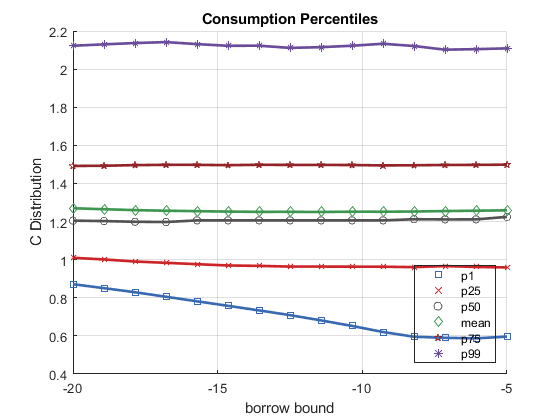 Consumption Percentiles
2.2
2
1.8
1.6
1.4
1.2
1
0.8
0.6
0.4
C Distribution
-20
-15
-10
-5
borrow bound
p1
p25
p50
mean
p75
p99